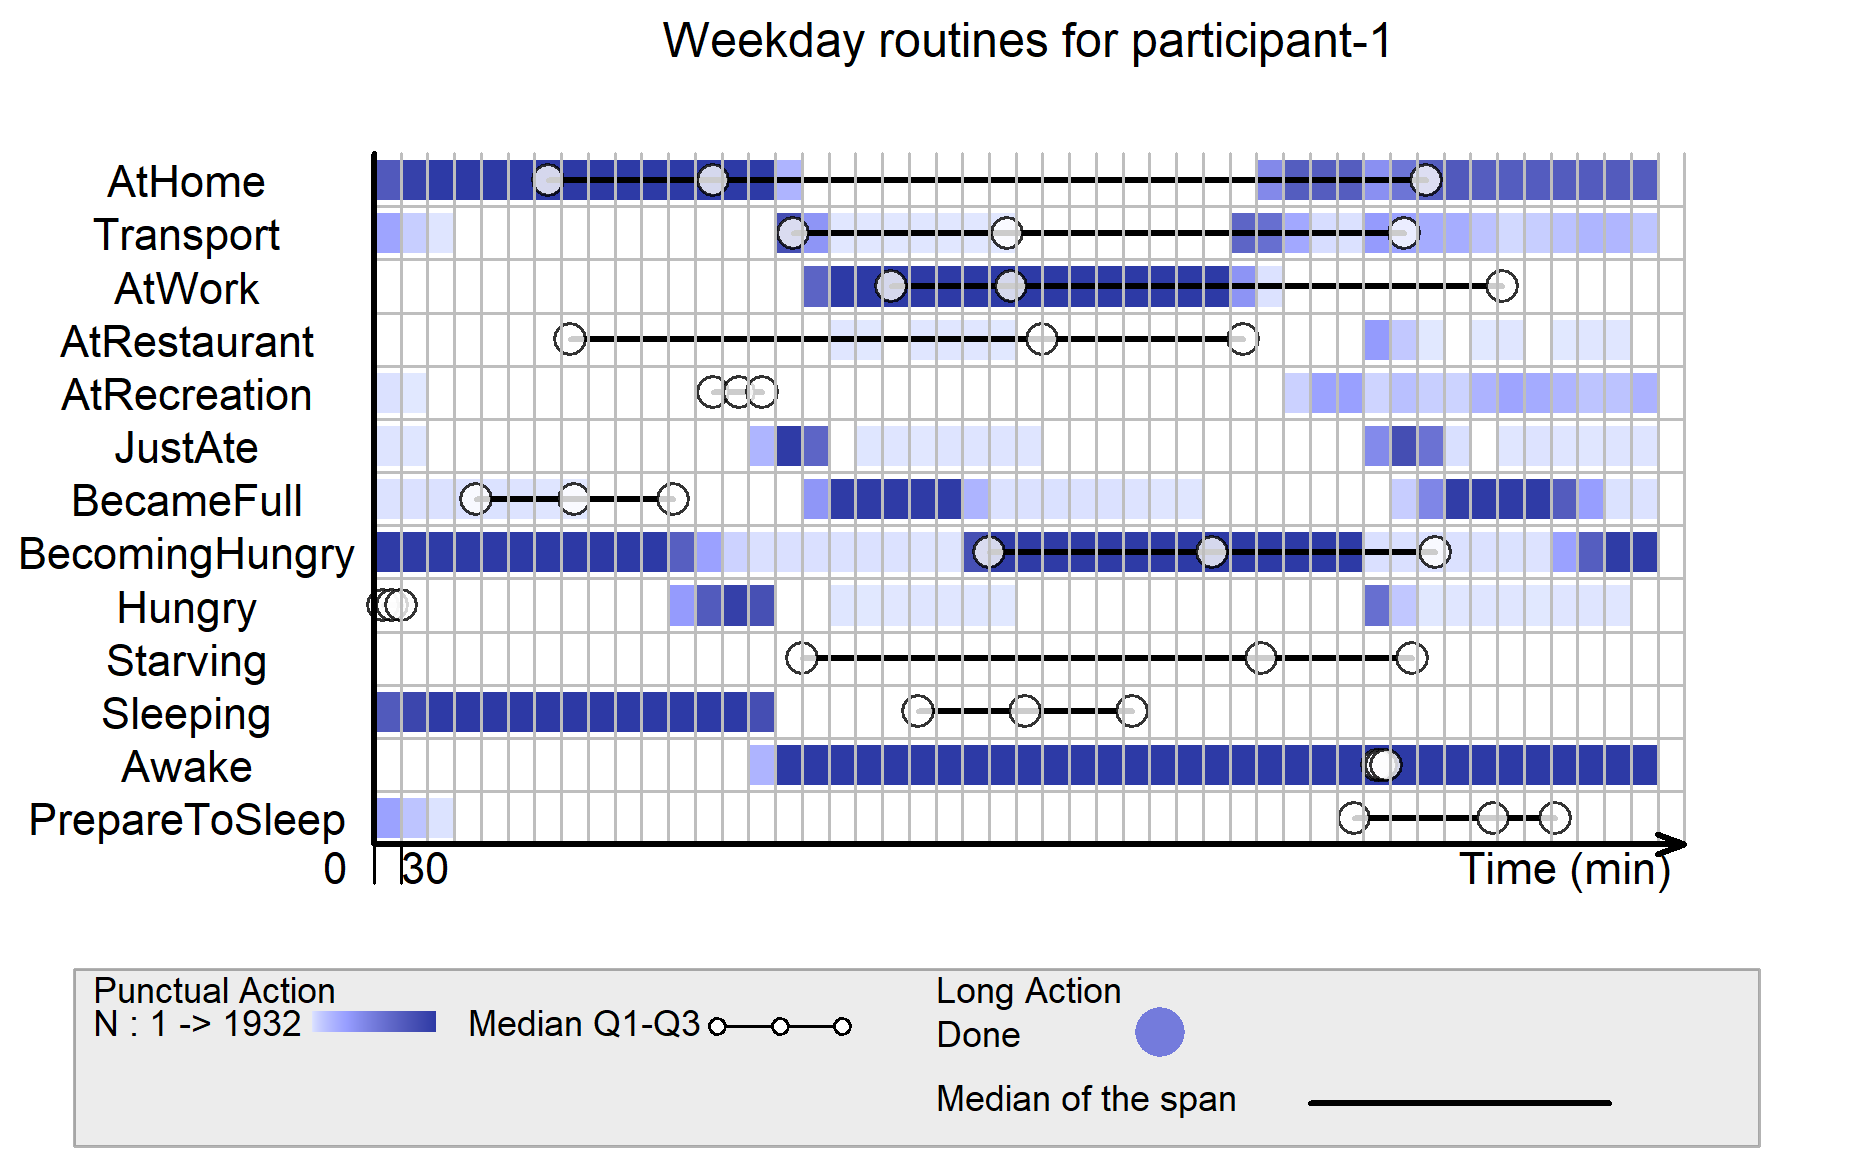 Weekday routines for participant-1
AtHome
Transport
AtWork
AtRestaurant
AtRecreation
JustAte
BecameFull
BecomingHungry
Hungry
Starving
Sleeping
Awake
PrepareToSleep
0 30 Time (min)
Punctual Action
N : 1 -> 1932 Median Q1-Q3
Long Action
Done
Median of the span